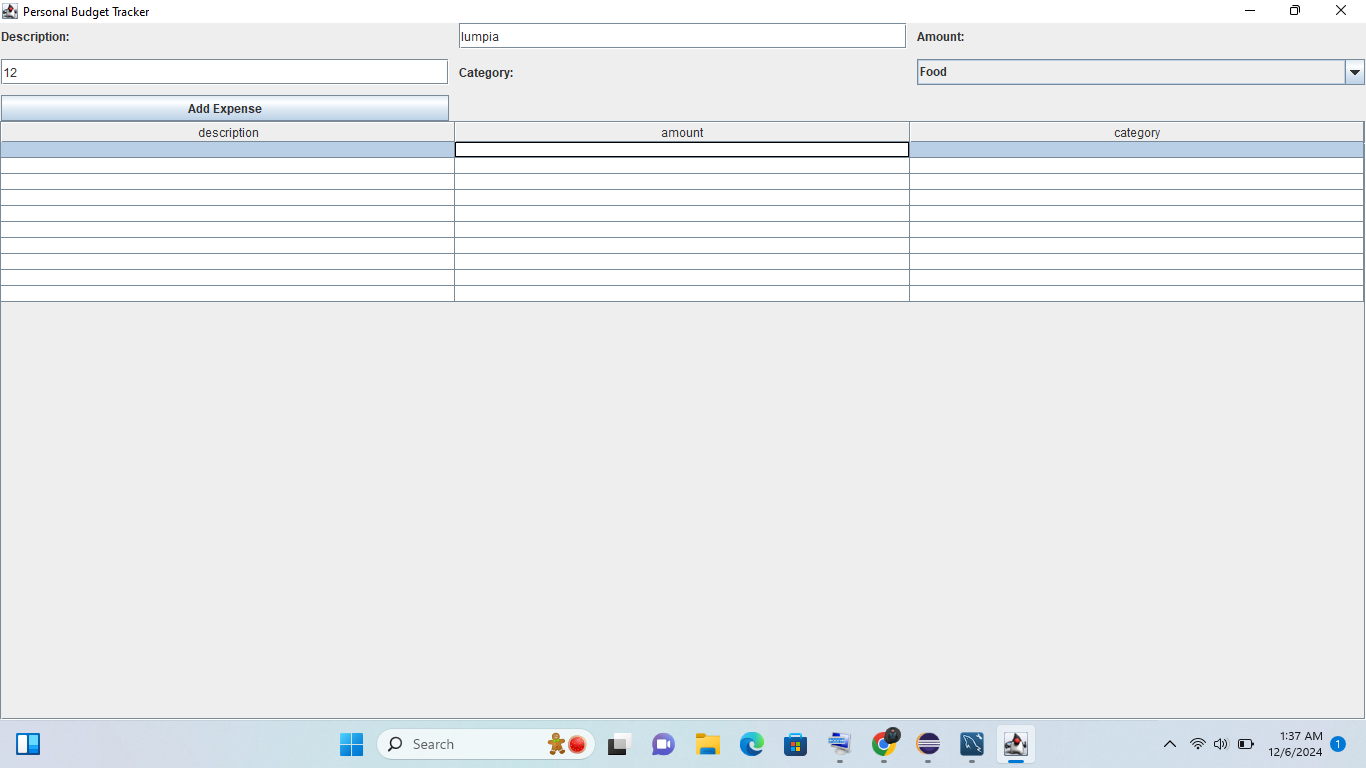 Personal Budget Tracker
Description:
lumpia
Amount:
12
Category:
Food
Add Expense
description amount category
Search
1:37 AM
12/6/2024
1